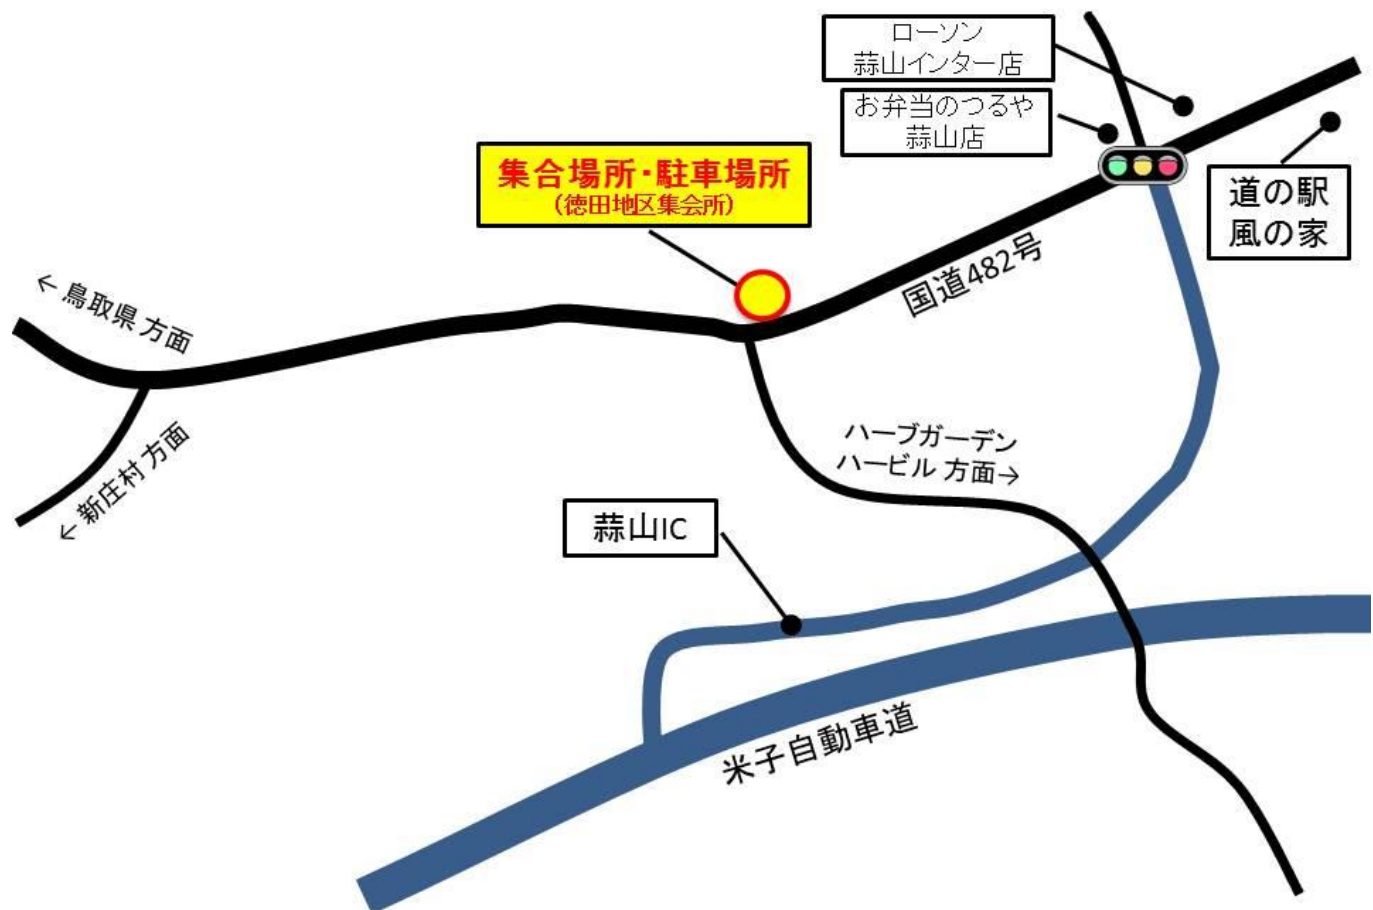 ローソン
蒜山インター店
お弁当のつるや
蒜山店
集合場所・駐車場所
(徳田地区集会所)
道の駅
風の家
国道482号
← 鳥取県 方面
← 新庄村 方面
ハーブガーデン
ハービル 方面→
蒜山IC
米子自動車道